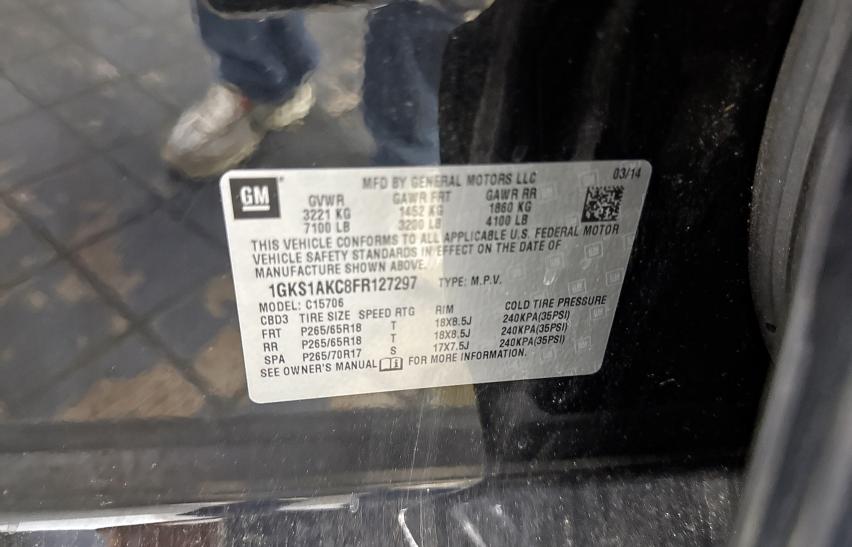 GM
MFD BY GENERAL MOTORS LLC 03/14
GVWR GAWR FRT GAWR RR
3221 KG 1452 KG 1860 KG
7100 LB 3200 LB 4100 LB
THIS VEHICLE CONFORMS TO ALL APPLICABLE U.S. FEDERAL MOTOR
VEHICLE SAFETY STANDARDS IN EFFECT ON THE DATE OF
MANUFACTURE SHOWN ABOVE.
1GKS1AKC8FR127297 TYPE: M.P.V.
MODEL: C15706
CBD3 TIRE SIZE SPEED RTG RIM COLD TIRE PRESSURE
FRT P265/65R18 T 18X8.5J 240KPA(35PSI)
RR P265/65R18 T 18X8.5J 240KPA(35PSI)
SPA P265/70R17 S 17X7.5J 240KPA(35PSI)
SEE OWNER'S MANUAL FOR MORE INFORMATION.